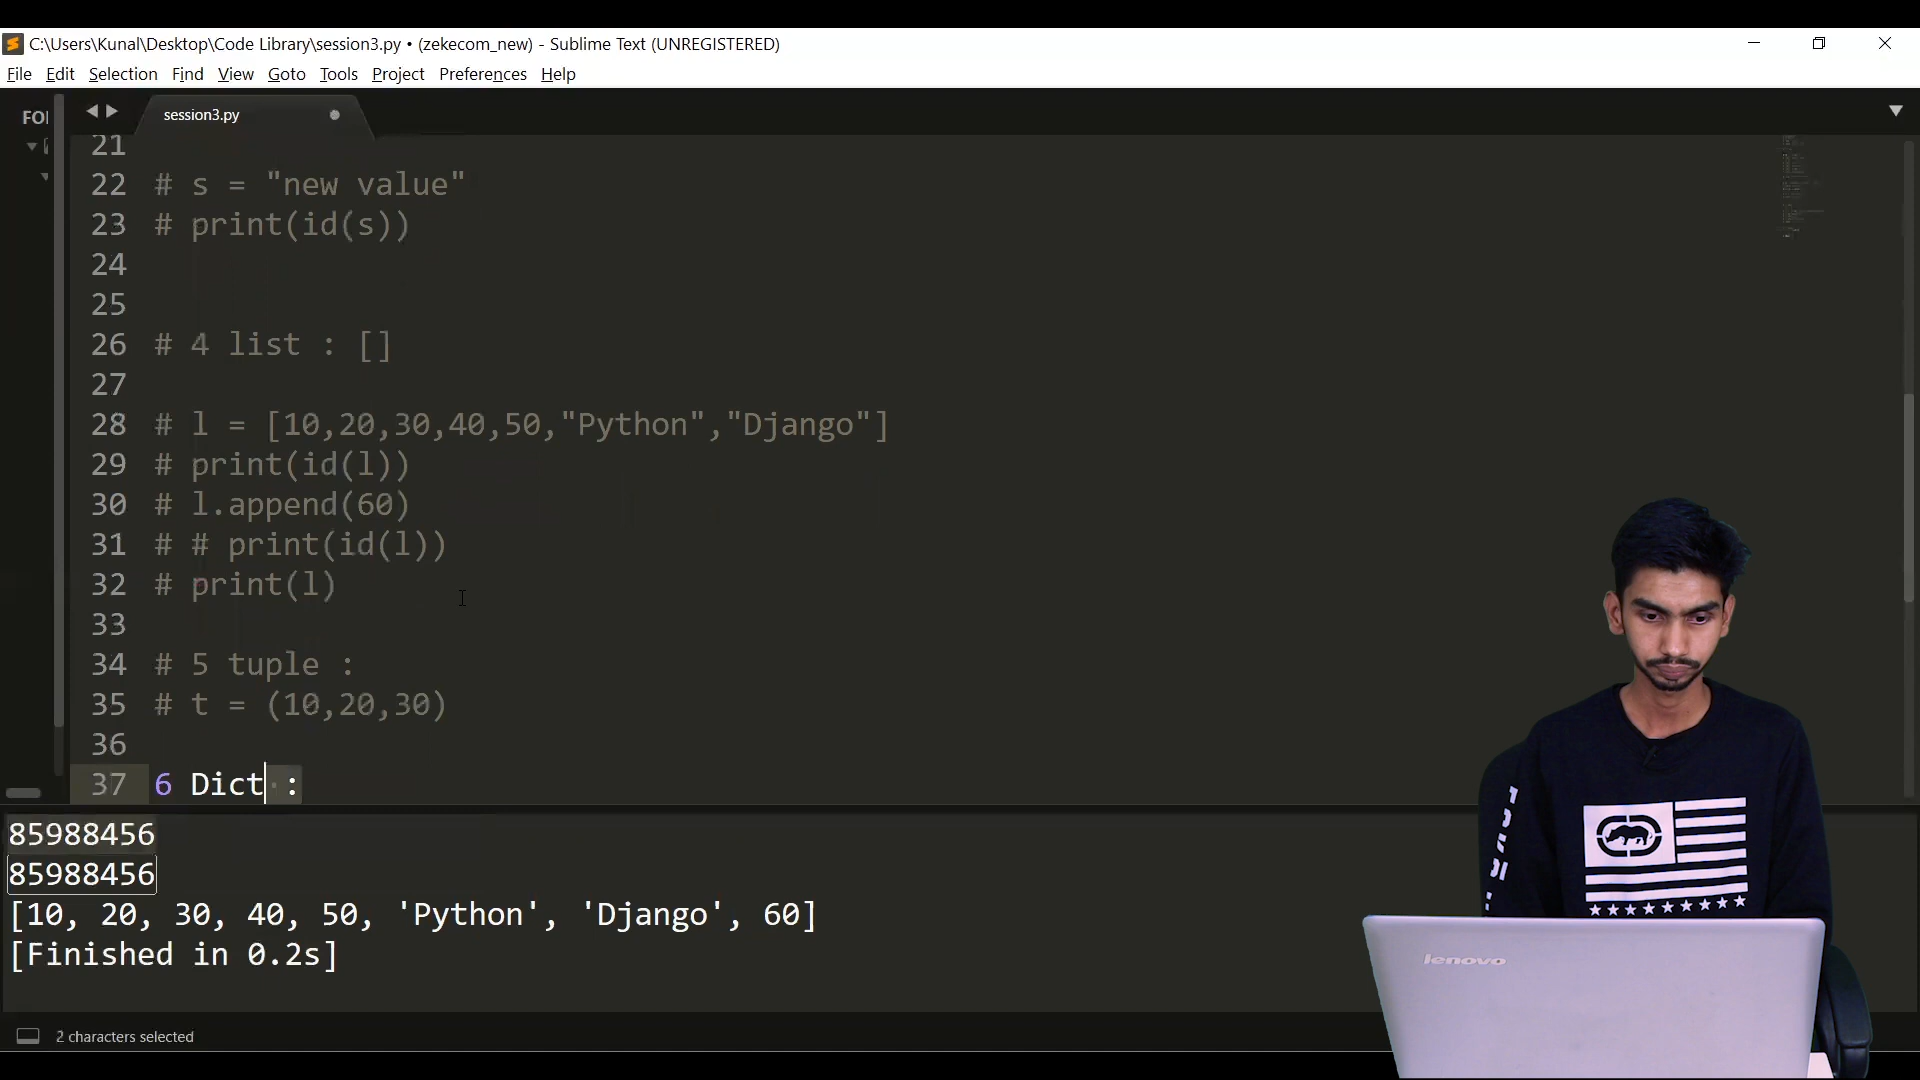 C:\Users\Kunal\Desktop\Code Library\session3.py • (zekecom_new) - Sublime Text (UNREGISTERED)
File Edit Selection Find View Goto Tools Project Preferences Help
FOI
session3.py
21
22 # s = "new value"
23 # print(id(s))
24
25
26 # 4 list : []
27
28 # l = [10,20,30,40,50,"Python","Django"]
29 # print(id(l))
30 # l.append(60)
31 # # print(id(l))
32 # print(l)
33
34 # 5 tuple :
35 # t = (10,20,30)
36
37 6 Dict :
85988456
85988456
[10, 20, 30, 40, 50, 'Python', 'Django', 60]
[Finished in 0.2s]
2 characters selected
lenovo